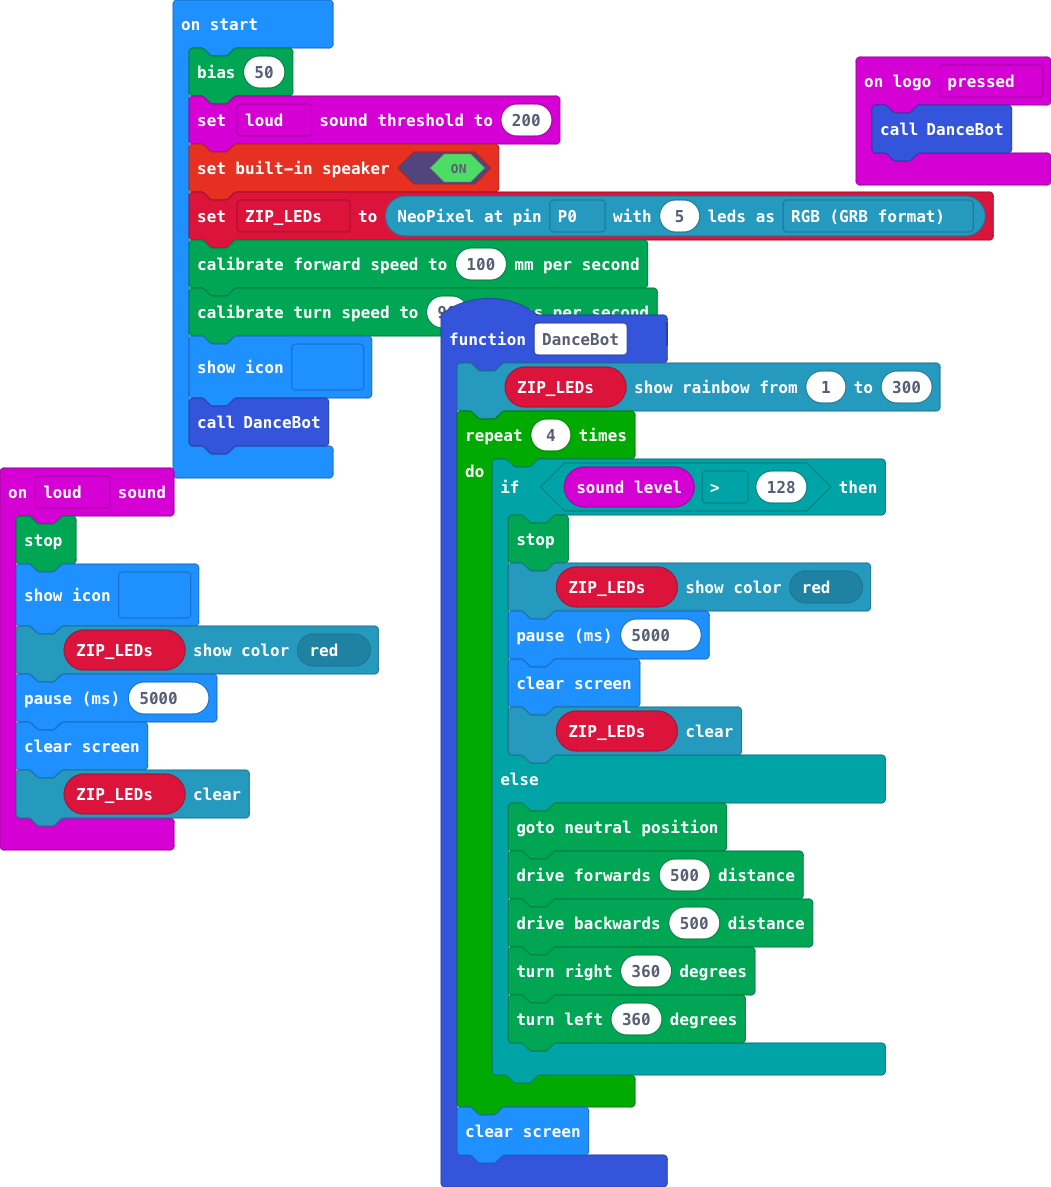 on start
bias 50
set loud sound threshold to 200
set built-in speaker ON
set ZIP_LEDs to NeoPixel at pin P0 with 5 leds as RGB (GRB format)
calibrate forward speed to 100 mm per second
calibrate turn speed to per second
show icon
call DanceBot
on logo pressed
call DanceBot
on loud sound
stop
show icon
ZIP_LEDs show color red
pause (ms) 5000
clear screen
ZIP_LEDs clear
function DanceBot
ZIP_LEDs show rainbow from 1 to 300
repeat 4 times
do
if sound level > 128 then
stop
ZIP_LEDs show color red
pause (ms) 5000
clear screen
ZIP_LEDs clear
else
goto neutral position
drive forwards 500 distance
drive backwards 500 distance
turn right 360 degrees
turn left 360 degrees
clear screen